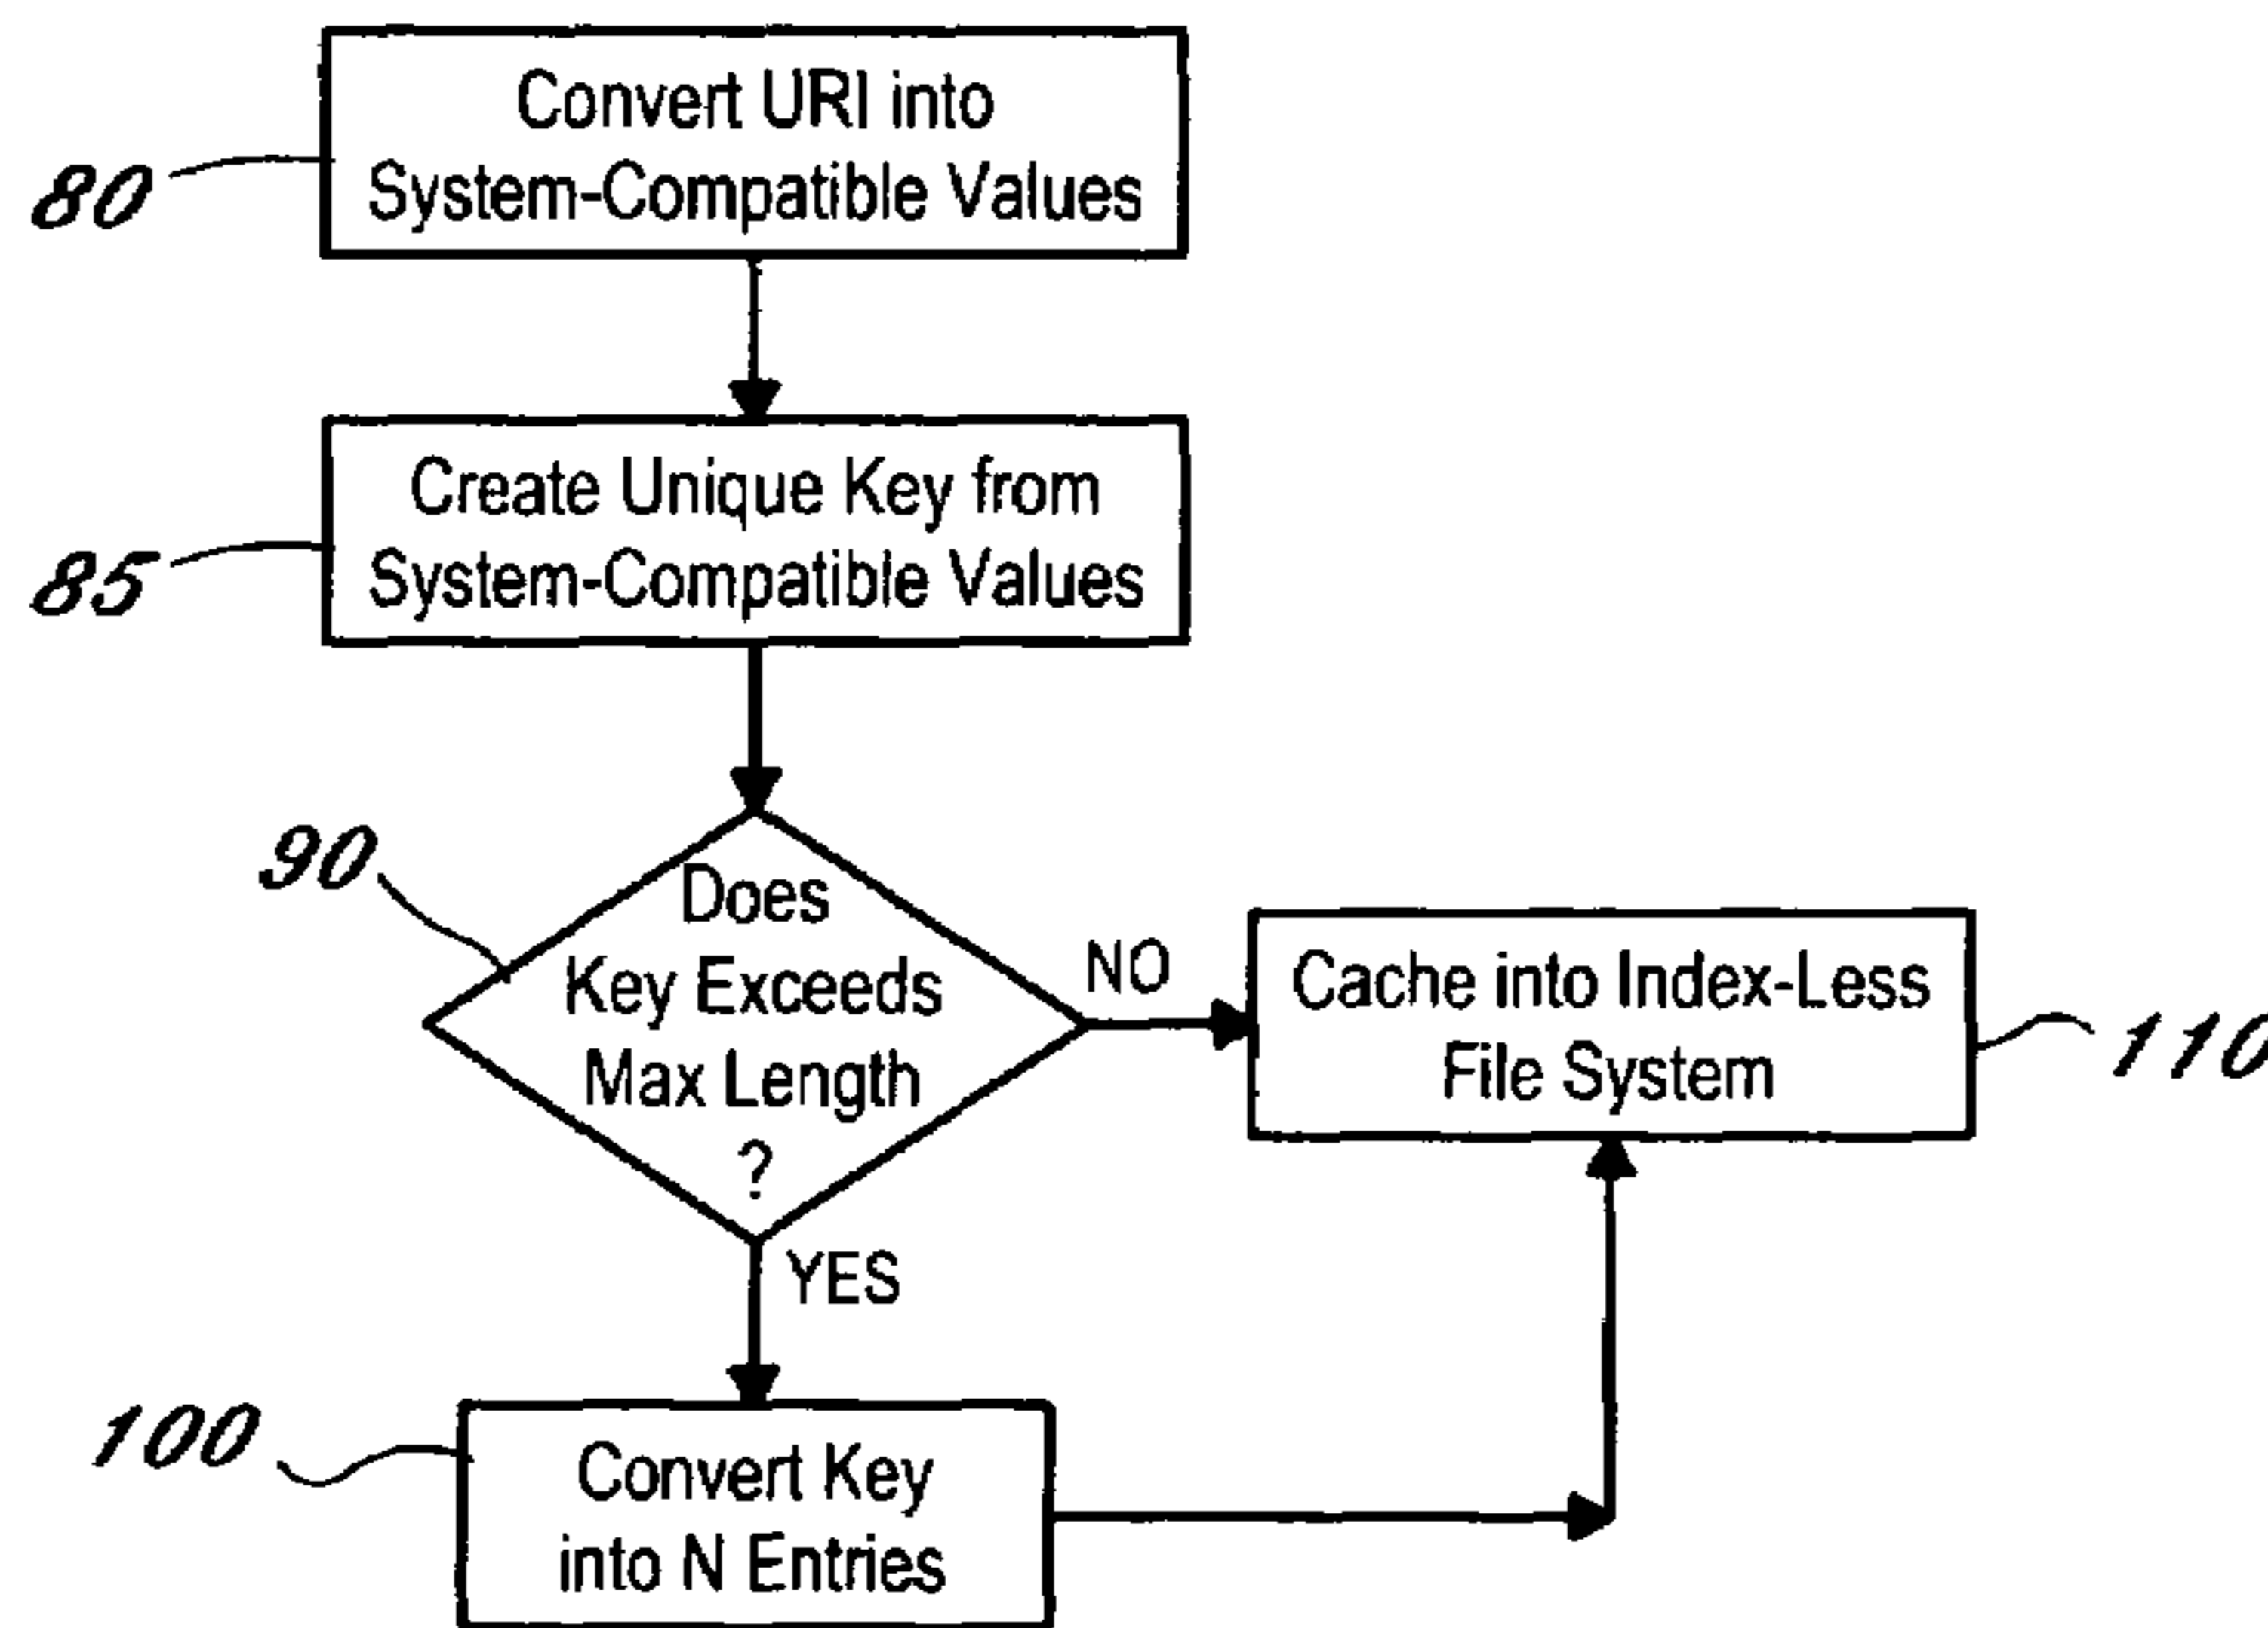 Convert URI into
System-Compatible Values
80
Create Unique Key from
System-Compatible Values
85
90
Does
Key Exceeds
Max Length
?
NO
Cache into Index-Less
File System
110
YES
100
Convert Key
into N Entries